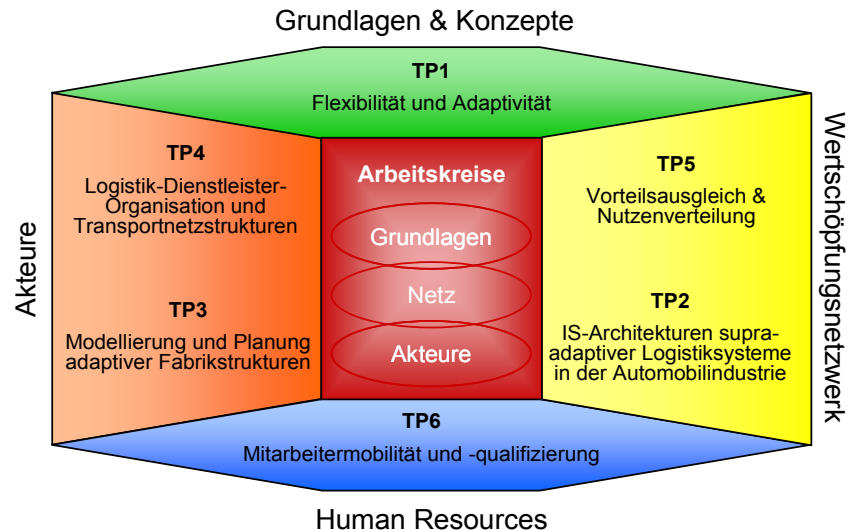 Grundlagen & Konzepte
TP1
Flexibilität und Adaptivität
Akteure
TP4
Logistik-Dienstleister-
Organisation und
Transportnetzstrukturen
TP3
Modellierung und Planung
adaptiver Fabrikstrukturen
Arbeitskreise
Grundlagen
Netz
Akteure
TP5
Vorteilsausgleich &
Nutzenverteilung
TP2
IS-Architekturen supra-
adaptiver Logistiksysteme
in der Automobilindustrie
Wertschöpfungsnetzwerk
TP6
Mitarbeitermobilität und -qualifizierung
Human Resources